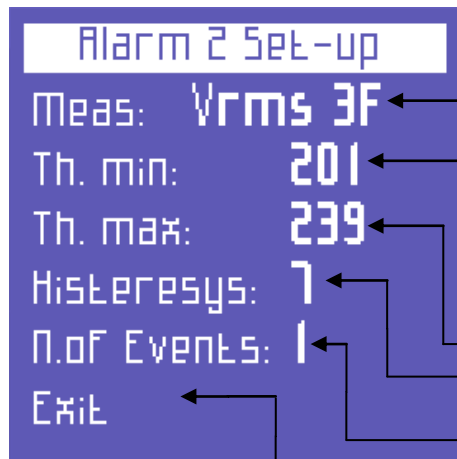 Alarm 2 Set-up
Meas: Vrms 3F
Th. min: 201
Th. max: 239
Histeresys: 7
N.of Events: 1
Exit